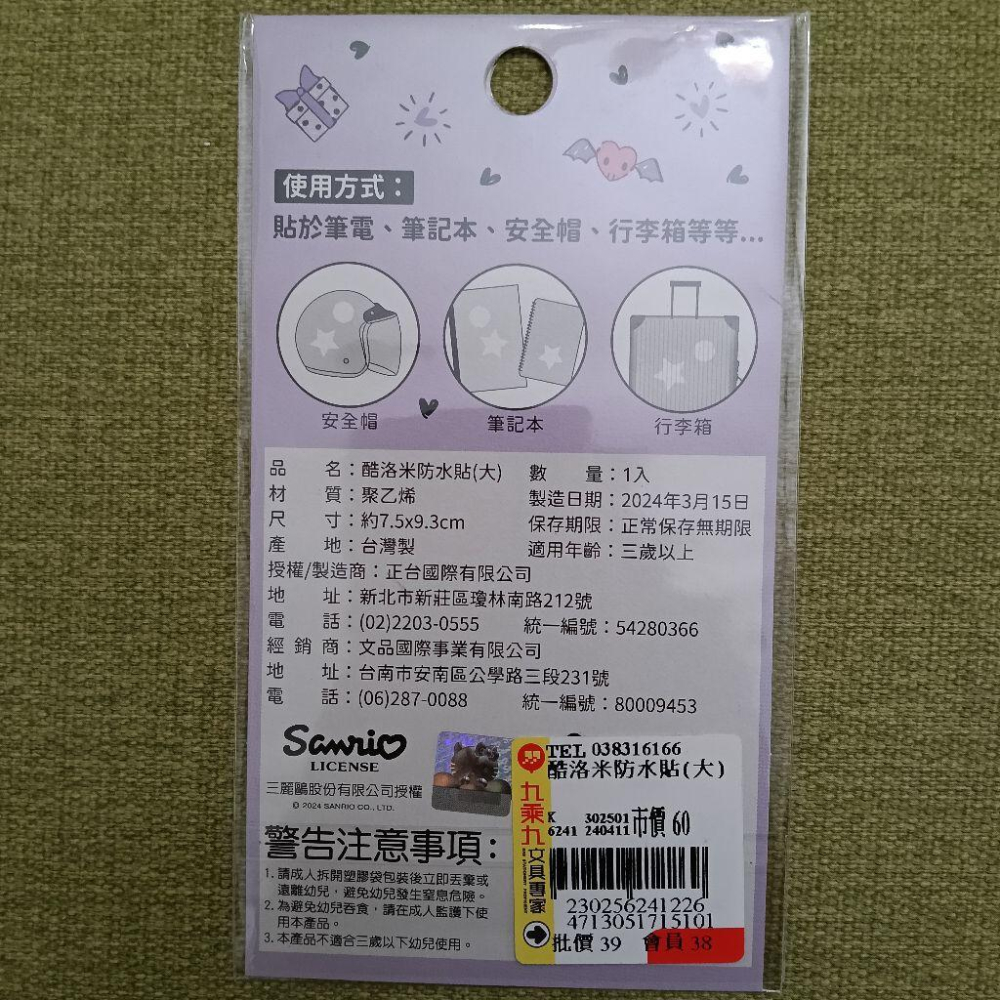 使用方式：
貼於筆電、筆記本、安全帽、行李箱等等...
安全帽
筆記本
行李箱
品　　名：酷洛米防水貼(大)　數　　量：1入
材　　質：聚乙烯　製造日期：2024年3月15日
尺　　寸：約7.5x9.3cm　保存期限：正常保存無期限
產　　地：台灣製　適用年齡：三歲以上
授權/製造商：正台國際有限公司
地　　址：新北市新莊區瓊林南路212號
電　　話：(02)2203-0555　統一編號：54280366
經 銷 商：文品國際事業有限公司
地　　址：台南市安南區公學路三段231號
電　　話：(06)287-0088　統一編號：80009453
Sanrio
LICENSE
三麗鷗股份有限公司授權
© 2024 SANRIO CO., LTD.
警告注意事項：
1. 請成人拆開塑膠袋包裝後立即丟棄或
遠離幼兒，避免幼兒發生窒息危險。
2. 為避免幼兒吞食，請在成人監護下使
用本產品。
3. 本產品不適合三歲以下幼兒使用。
九乘九
文具專家
TEL 038316166
酷洛米防水貼(大)
K 302501 市價 60
6241 240411
230256241226
4713051715101
批價 39 會員 38